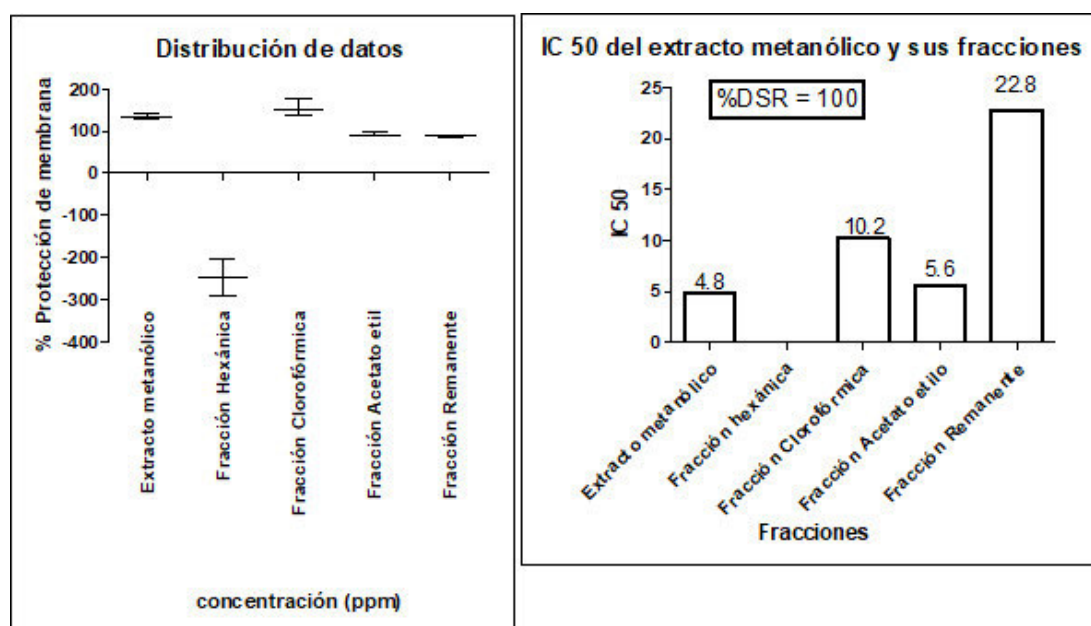 Distribución de datos
% Protección de membrana
200
100
0
-100
-200
-300
-400
Extracto metanólico
Fracción Hexánica
Fracción Clorofórmica
Fracción Acetato etil
Fracción Remanente
concentración (ppm)
IC 50 del extracto metanólico y sus fracciones
%DSR = 100
IC 50
25
20
15
10
5
0
4.8
10.2
5.6
22.8
Extracto metanólico
Fracción hexánica
Fracción Clorofórmica
Fracción Acetato etilo
Fracción Remanente
Fracciones